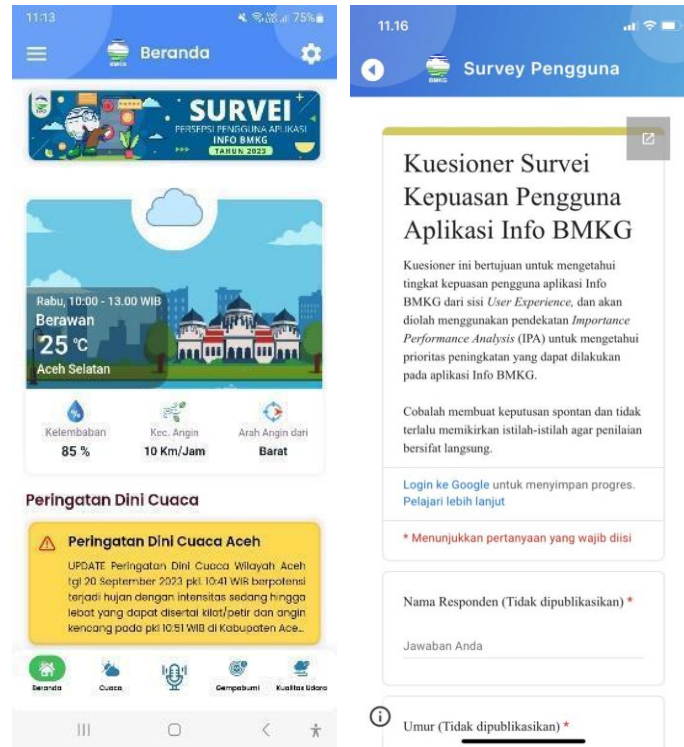 11:13
75%
BMKG
Beranda
SURVEI
PERSEPSI PENGGUNA APLIKASI
INFO BMKG
TAHUN 2023
Rabu, 10:00 - 13.00 WIB
Berawan
25 °C
Aceh Selatan
Kelembaban
Kec. Angin
Arah Angin dari
85 %
10 Km/Jam
Barat
Peringatan Dini Cuaca
Peringatan Dini Cuaca Aceh
UPDATE Peringatan Dini Cuaca Wilayah Aceh
tgl 20 September 2023 pkl. 10:41 WIB berpotensi
terjadi hujan dengan intensitas sedang hingga
lebat yang dapat disertai kilat/petir dan angin
kencang pada pkl 10:51 WIB di Kabupaten Ace...
Beranda
Cuaca
Gempabumi
Kualitas Udara
11.16
BMKG
Survey Pengguna
Kuesioner Survei
Kepuasan Pengguna
Aplikasi Info BMKG
Kuesioner ini bertujuan untuk mengetahui
tingkat kepuasan pengguna aplikasi Info
BMKG dari sisi User Experience, dan akan
diolah menggunakan pendekatan Importance
Performance Analysis (IPA) untuk mengetahui
prioritas peningkatan yang dapat dilakukan
pada aplikasi Info BMKG.
Cobalah membuat keputusan spontan dan tidak
terlalu memikirkan istilah-istilah agar penilaian
bersifat langsung.
Login ke Google untuk menyimpan progres.
Pelajari lebih lanjut
* Menunjukkan pertanyaan yang wajib diisi
Nama Responden (Tidak dipublikasikan) *
Jawaban Anda
Umur (Tidak dipublikasikan) *